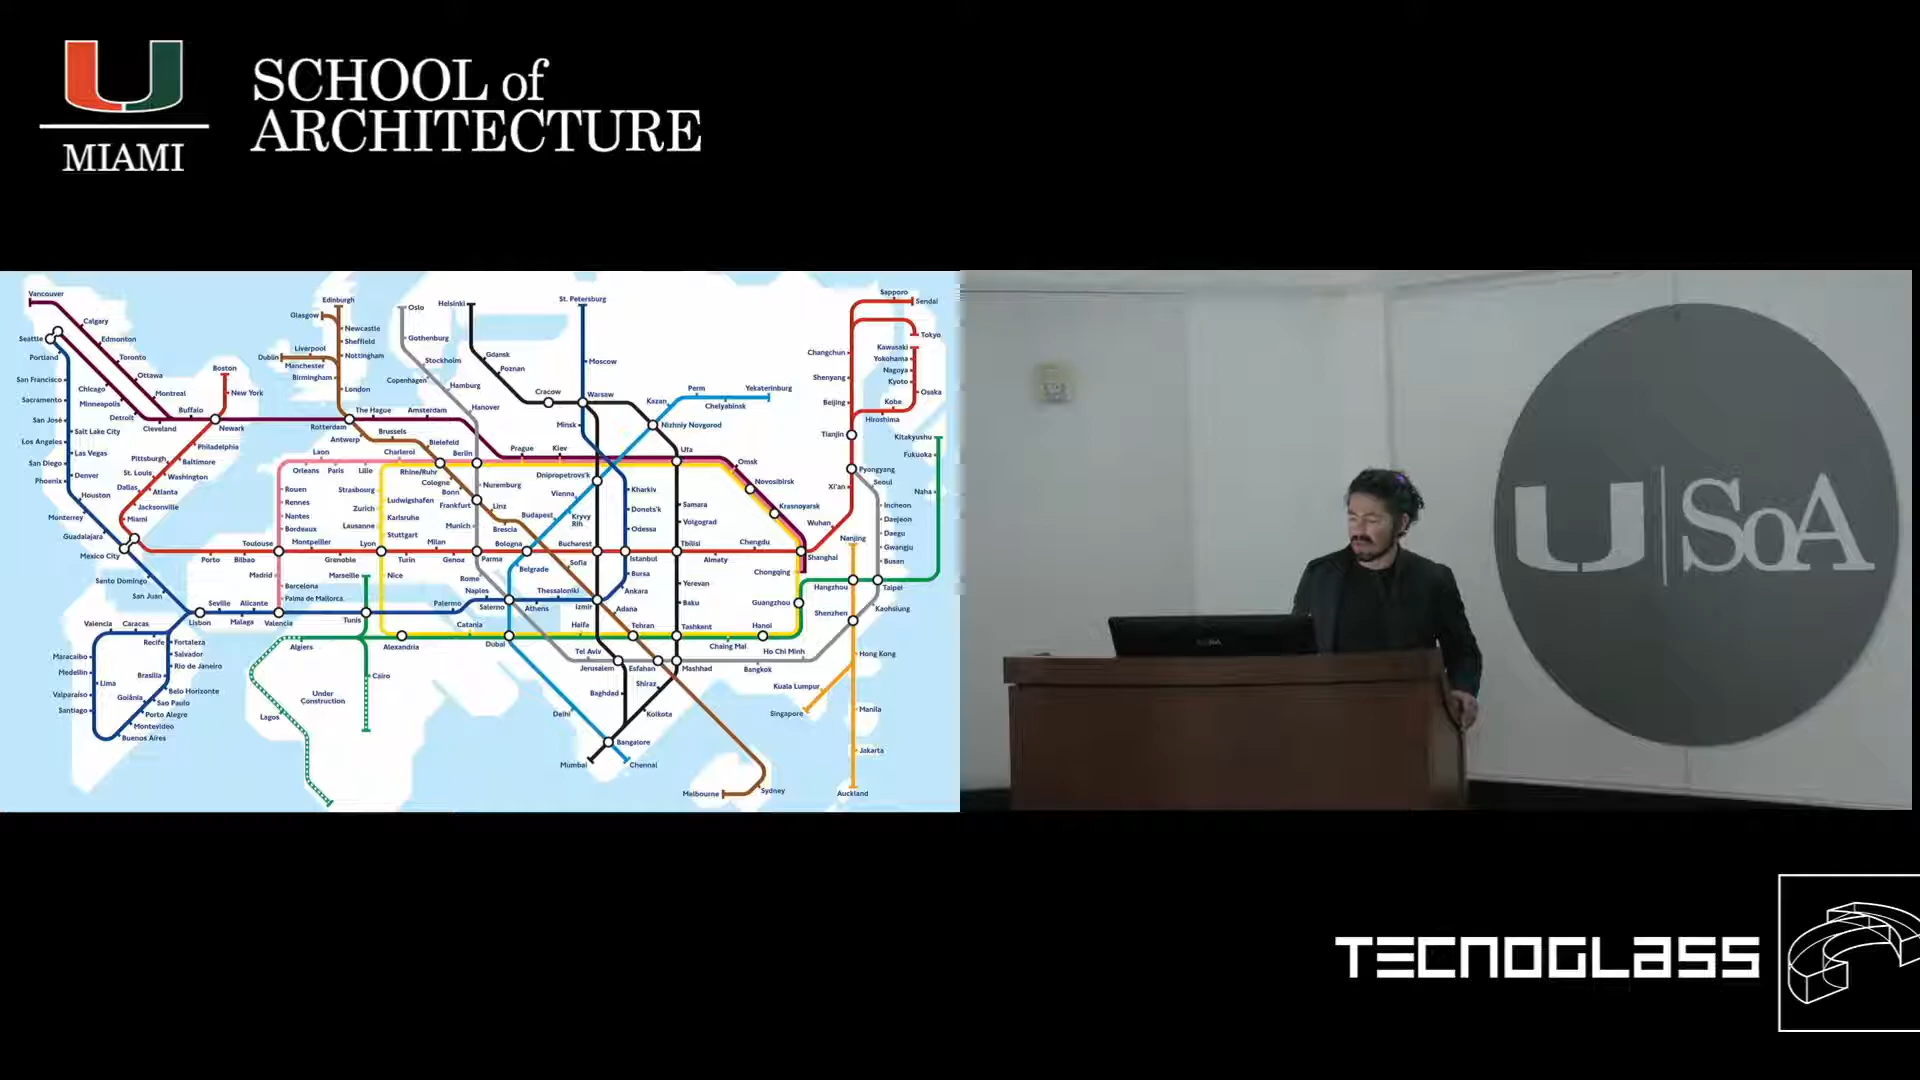 SCHOOL of
ARCHITECTURE
MIAMI
Vancouver
Calgary
Seattle
Edmonton
Portland
Toronto
Ottawa
San Francisco
Chicago
Montreal
Sacramento
Minneapolis
Buffalo
Boston
New York
San José
Detroit
Cleveland
Newark
Salt Lake City
Los Angeles
Philadelphia
Las Vegas
Pittsburgh
Baltimore
San Diego
St. Louis
Washington
Denver
Phoenix
Dallas
Atlanta
Houston
Jacksonville
Monterrey
Miami
Guadalajara
Mexico City
Santo Domingo
San Juan
Valencia
Caracas
Recife
Fortaleza
Salvador
Rio de Janeiro
Maracaibo
Medellin
Brasilia
Lima
Belo Horizonte
Valparaiso
Goiânia
Sao Paulo
Santiago
Porto Alegre
Montevideo
Buenos Aires
Edinburgh
Glasgow
Newcastle
Sheffield
Liverpool
Dublin
Nottingham
Manchester
Birmingham
London
The Hague
Amsterdam
Rotterdam
Antwerp
Brussels
Bielefeld
Laon
Charleroi
Orleans
Paris
Lille
Rhine/Ruhr
Berlin
Cologne
Rouen
Strasbourg
Bonn
Nuremburg
Rennes
Ludwigshafen
Zurich
Frankfurt
Linz
Nantes
Karlsruhe
Bordeaux
Lausanne
Munich
Brescia
Stuttgart
Toulouse
Montpellier
Lyon
Milan
Bologna
Porto
Bilbao
Grenoble
Turin
Genoa
Parma
Madrid
Marseille
Nice
Rome
Barcelona
Palma de Mallorca
Naples
Seville
Alicante
Palermo
Salerno
Lisbon
Malaga
Valencia
Tunis
Catania
Algiers
Alexandria
Dubai
Cairo
Under
Construction
Lagos
Oslo
Helsinki
St. Petersburg
Gothenburg
Stockholm
Gdansk
Poznan
Moscow
Copenhagen
Hamburg
Hanover
Cracow
Warsaw
Kazan
Perm
Yekaterinburg
Chelyabinsk
Minsk
Nizhniy Novgorod
Prague
Kiev
Ufa
Omsk
Dnipropetrovs'k
Novosibirsk
Vienna
Kharkiv
Samara
Krasnoyarsk
Budapest
Kryvy
Rih
Donets'k
Volgograd
Odessa
Bucharest
Istanbul
Tbilisi
Almaty
Chengdu
Shanghai
Sofia
Belgrade
Bursa
Chongqing
Yerevan
Thessaloniki
Ankara
Athens
Izmir
Adana
Baku
Guangzhou
Haifa
Tehran
Tashkent
Hanoi
Chaing Mai
Tel Aviv
Ho Chi Minh
Jerusalem
Esfahan
Mashhad
Bangkok
Shiraz
Baghdad
Delhi
Kolkota
Bangalore
Mumbai
Chennai
Melbourne
Sydney
Sapporo
Sendai
Tokyo
Kawasaki
Changchun
Yokohama
Nagoya
Shenyang
Kyoto
Osaka
Beijing
Kobe
Hiroshima
Tianjin
Kitakyushu
Fukuoka
Pyongyang
Xi'an
Seoul
Naha
Incheon
Wuhan
Daejeon
Daegu
Nanjing
Gwangju
Busan
Hangzhou
Taipei
Kaohsiung
Shenzhen
Hong Kong
Kuala Lumpur
Singapore
Manila
Jakarta
Auckland
U | SoA
TECNOGLASS